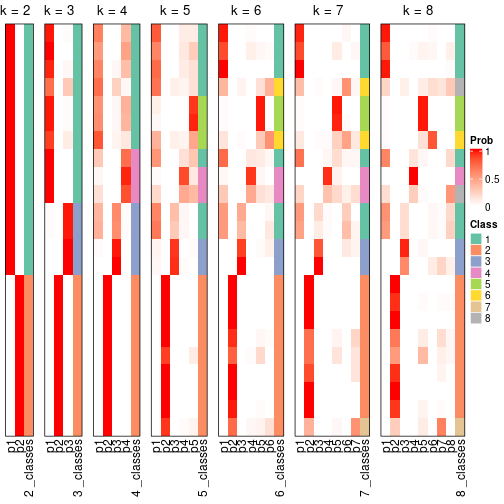 k = 2
k = 3
k = 4
k = 5
k = 6
k = 7
k = 8
Prob
1
0.5
0
Class
1
2
3
4
5
6
7
8
p1
p2
2_classes
p1
p2
p3
3_classes
p1
p2
p3
p4
4_classes
p1
p2
p3
p4
p5
5_classes
p1
p2
p3
p4
p5
p6
6_classes
p1
p2
p3
p4
p5
p6
p7
7_classes
p1
p2
p3
p4
p5
p6
p7
p8
8_classes